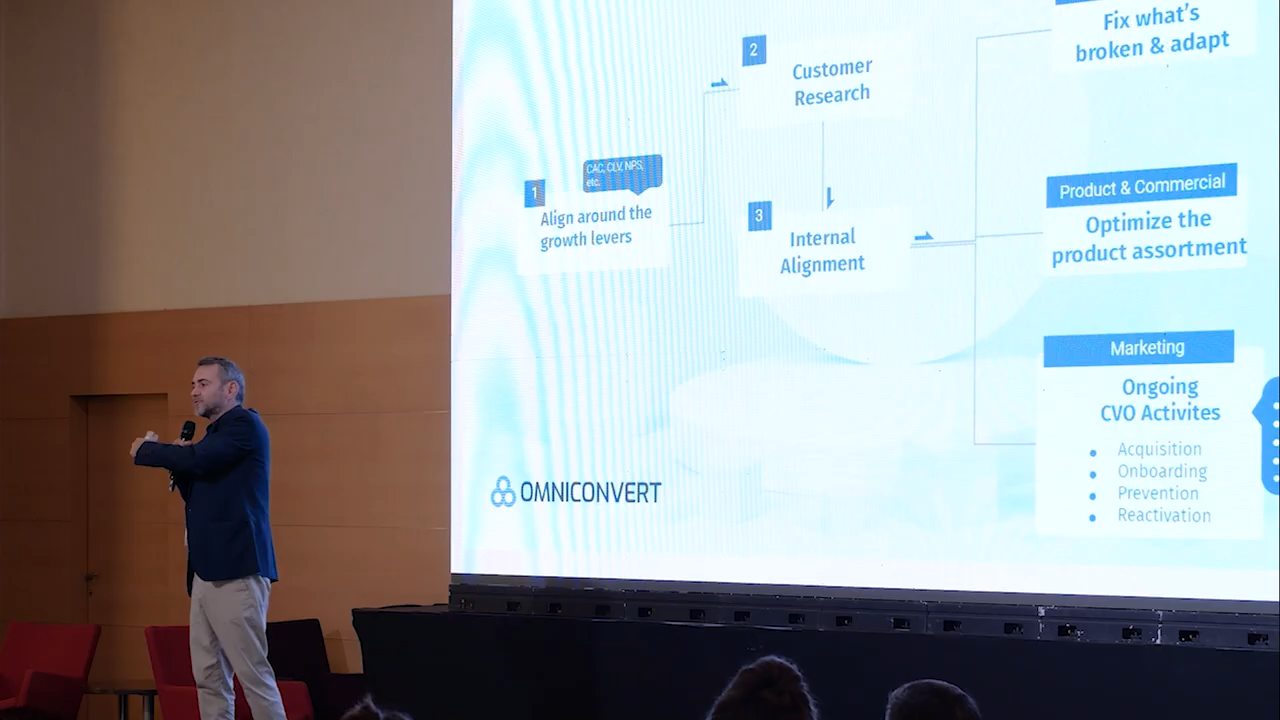 1
CAC, CLV, NPS,
etc.
Align around the
growth levers
2
Customer
Research
3
Internal
Alignment
Fix what's
broken & adapt
Product & Commercial
Optimize the
product assortment
Marketing
Ongoing
CVO Activites
Acquisition
Onboarding
Prevention
Reactivation
OMNICONVERT